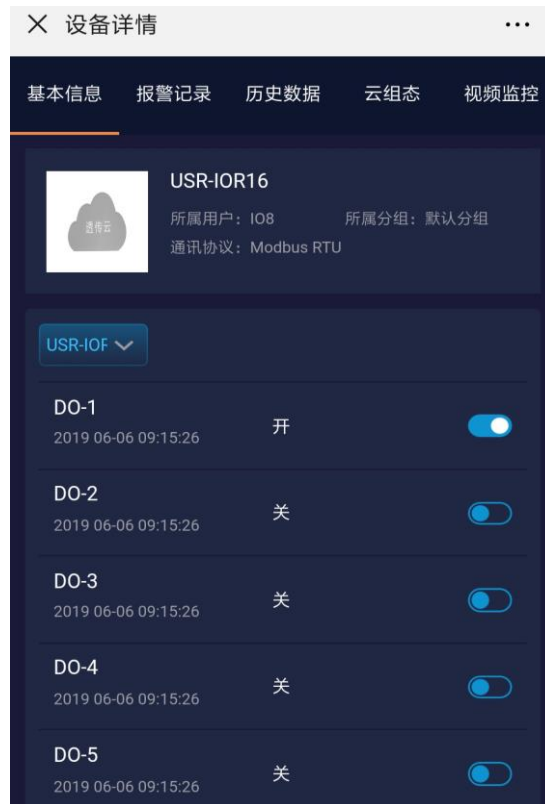 设备详情
基本信息 报警记录 历史数据 云组态 视频监控
透传云
USR-IOR16
所属用户：IO8 所属分组：默认分组
通讯协议：Modbus RTU
USR-IOF
DO-1
2019 06-06 09:15:26 开
DO-2
2019 06-06 09:15:26 关
DO-3
2019 06-06 09:15:26 关
DO-4
2019 06-06 09:15:26 关
DO-5
2019 06-06 09:15:26 关